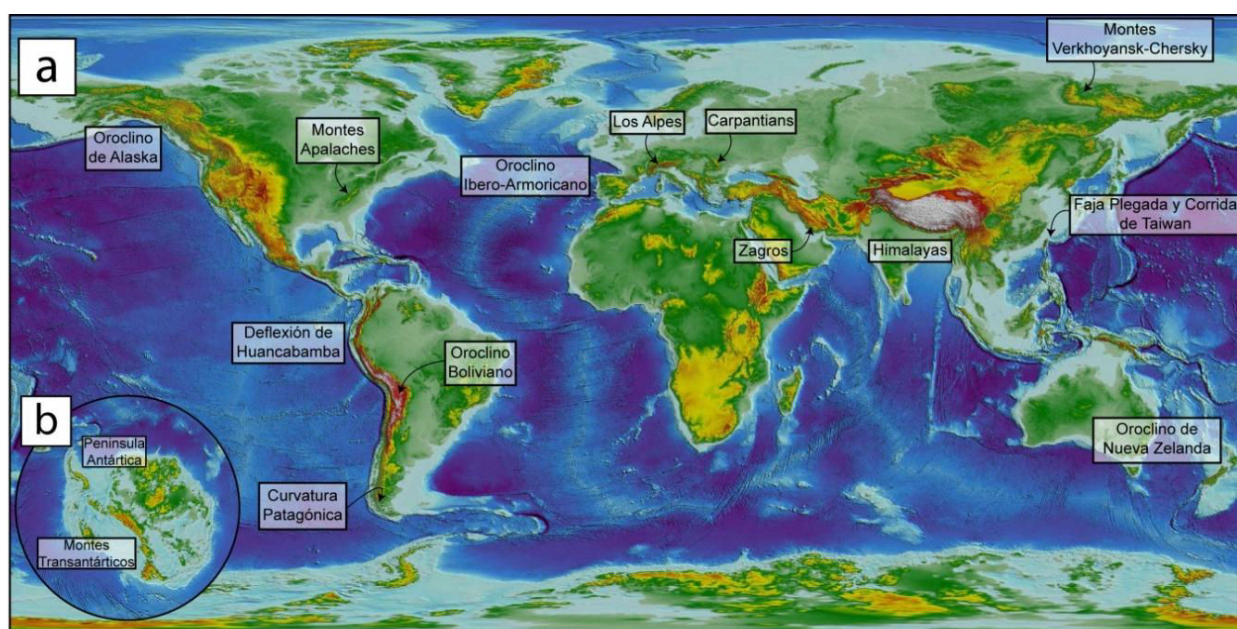 a
Montes
Verkhoyansk-Chersky
Oroclino
de Alaska
Montes
Apalaches
Los Alpes
Carpantians
Oroclino
Ibero-Armoricano
Faja Plegada y Corrida
de Taiwan
Zagros
Himalayas
Deflexión de
Huancabamba
Oroclino
Boliviano
b
Peninsula
Antártica
Oroclino de
Nueva Zelanda
Curvatura
Patagónica
Montes
Transantárticos